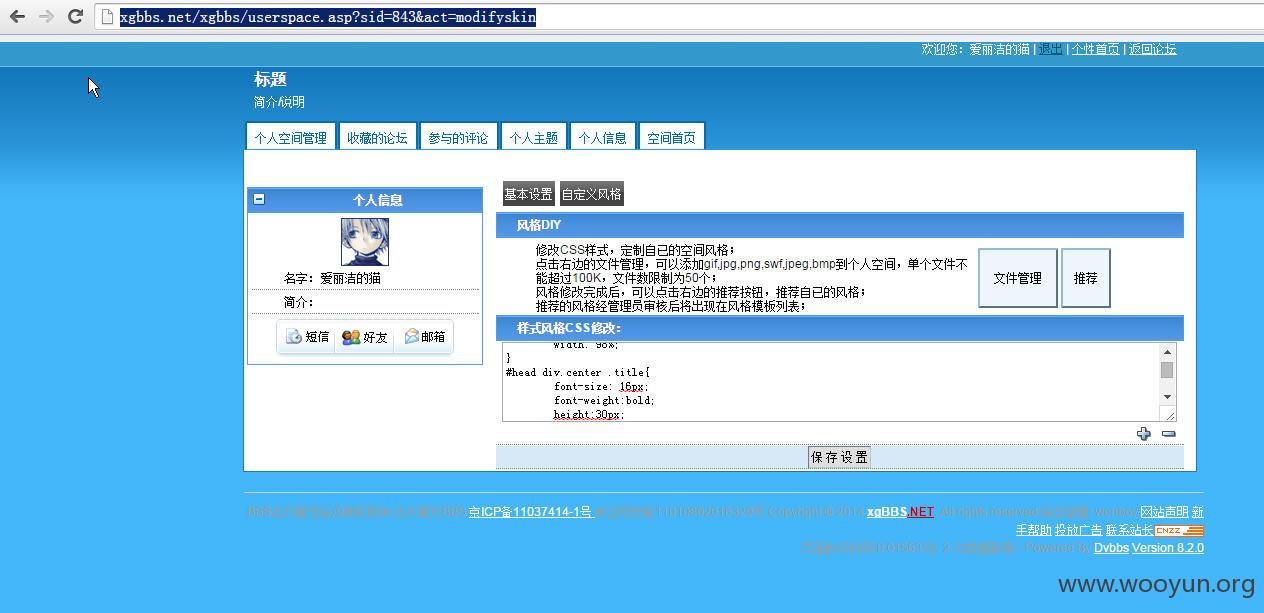 xgbbs.net/xgbbs/userspace.asp?sid=843&act=modifyskin
欢迎您：爱丽洁的猫 | 退出 | 个性首页 | 返回论坛
标题
简介/说明
个人空间管理 收藏的论坛 参与的评论 个人主题 个人信息 空间首页
个人信息
名字：爱丽洁的猫
简介：
短信 好友 邮箱
基本设置 自定义风格
风格DIY
修改CSS样式，定制自已的空间风格；
点击右边的文件管理，可以添加gif,jpg,png,swf,jpeg,bmp到个人空间，单个文件不
能超过100K，文件数限制为50个；
风格修改完成后，可以点击右边的推荐按钮，推荐自已的风格；
推荐的风格经管理员审核后将出现在风格模板列表；
文件管理 推荐
样式风格CSS修改：
width: 98%;
}
#head div.center .title{
font-size: 16px;
font-weight:bold;
height:30px;
保存设置
京ICP备11037414-1号 Copyright © xgBBS.NET All rights reserved 网站声明 新
手帮助 投放广告 联系站长 CNZZ
Powered By Dvbbs Version 8.2.0
www.wooyun.org